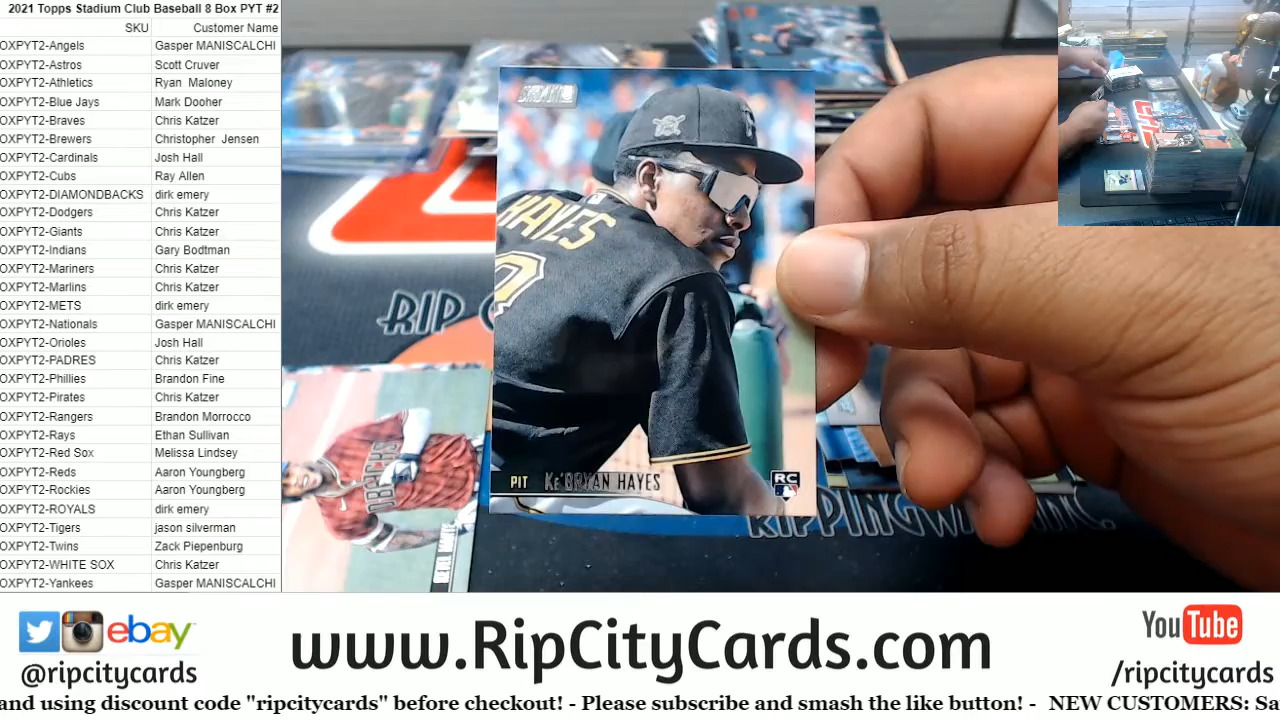 2021 Topps Stadium Club Baseball 8 Box PYT #2
SKU Customer Name
OXPYT2-Angels Gasper MANISCALCHI
OXPYT2-Astros Scott Cruver
OXPYT2-Athletics Ryan Maloney
OXPYT2-Blue Jays Mark Dooher
OXPYT2-Braves Chris Katzer
OXPYT2-Brewers Christopher Jensen
OXPYT2-Cardinals Josh Hall
OXPYT2-Cubs Ray Allen
OXPYT2-DIAMONDBACKS dirk emery
OXPYT2-Dodgers Chris Katzer
OXPYT2-Giants Chris Katzer
OXPYT2-Indians Gary Bodtman
OXPYT2-Mariners Chris Katzer
OXPYT2-Marlins Chris Katzer
OXPYT2-METS dirk emery
OXPYT2-Nationals Gasper MANISCALCHI
OXPYT2-Orioles Josh Hall
OXPYT2-PADRES Chris Katzer
OXPYT2-Phillies Brandon Fine
OXPYT2-Pirates Chris Katzer
OXPYT2-Rangers Brandon Morrocco
OXPYT2-Rays Ethan Sullivan
OXPYT2-Red Sox Melissa Lindsey
OXPYT2-Reds Aaron Youngberg
OXPYT2-Rockies Aaron Youngberg
OXPYT2-ROYALS dirk emery
OXPYT2-Tigers jason silverman
OXPYT2-Twins Zack Piepenburg
OXPYT2-WHITE SOX Chris Katzer
OXPYT2-Yankees Gasper MANISCALCHI
HAYES
PIT Ke'BRYAN HAYES
RC
RIP
RIPPINGW
INC.
ebay
www.RipCityCards.com
YouTube
@ripcitycards
/ripcitycards
and using discount code "ripcitycards" before checkout! - Please subscribe and smash the like button! - NEW CUSTOMERS: Sa